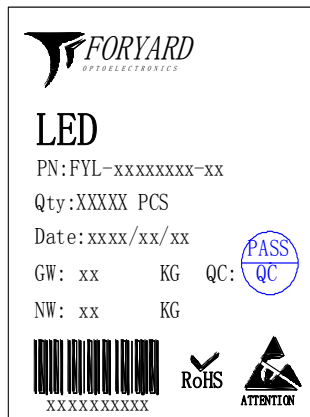 FORYARD
OPTOELECTRONICS
LED
PN:FYL-xxxxxxxx-xx
Qty:XXXXX PCS
Date:xxxx/xx/xx
GW: xx KG QC: PASS QC
NW: xx KG
xxxxxxxxxx
RoHS
ATTENTION